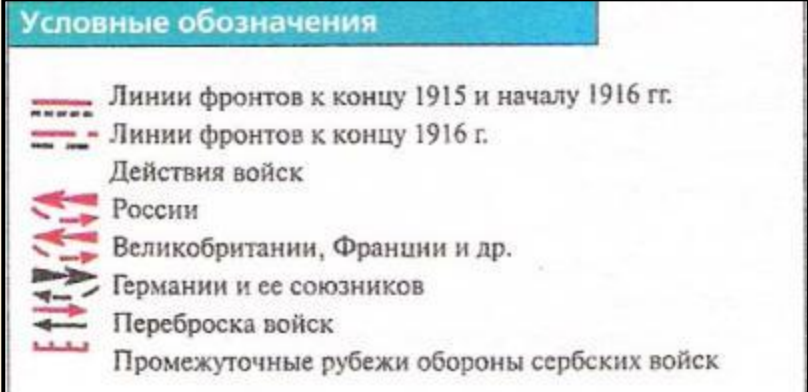 Условные обозначения
Линии фронтов к концу 1915 и началу 1916 гг.
Линии фронтов к концу 1916 г.
Действия войск
России
Великобритании, Франции и др.
Германии и ее союзников
Переброска войск
Промежуточные рубежи обороны сербских войск